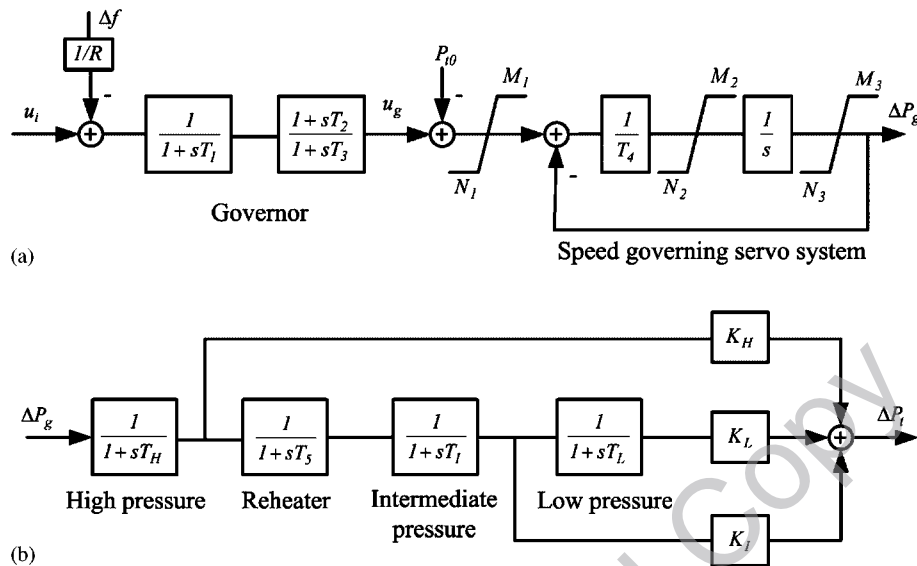 Δf
1/R
-
u_i
+
1
1 + sT_1
1 + sT_2
1 + sT_3
u_g
P_t0
-
+
M_1
N_1
+
-
1
T_4
M_2
N_2
1
s
M_3
N_3
ΔP_g
Governor
Speed governing servo system
(a)
K_H
ΔP_g
1
1 + sT_H
1
1 + sT_5
1
1 + sT_I
1
1 + sT_L
K_L
+
ΔP_t
High pressure
Reheater
Intermediate
pressure
Low pressure
K_I
(b)
Copy